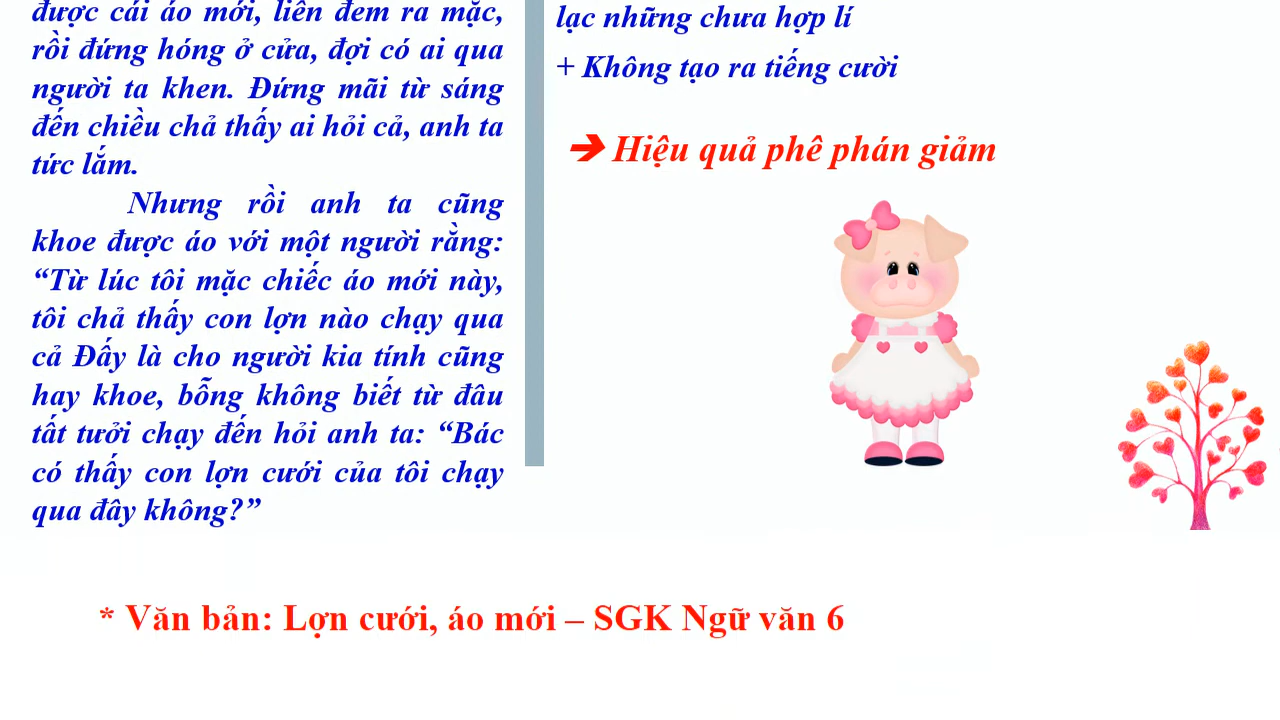 được cái áo mới, liền đem ra mặc,
rồi đứng hóng ở cửa, đợi có ai qua
người ta khen. Đứng mãi từ sáng
đến chiều chả thấy ai hỏi cả, anh ta
tức lắm.
Nhưng rồi anh ta cũng
khoe được áo với một người rằng:
“Từ lúc tôi mặc chiếc áo mới này,
tôi chả thấy con lợn nào chạy qua
cả Đấy là cho người kia tính cũng
hay khoe, bỗng không biết từ đâu
tất tưởi chạy đến hỏi anh ta: “Bác
có thấy con lợn cưới của tôi chạy
qua đây không?”
lạc những chưa hợp lí
+ Không tạo ra tiếng cười
➔ Hiệu quả phê phán giảm
* Văn bản: Lợn cưới, áo mới – SGK Ngữ văn 6